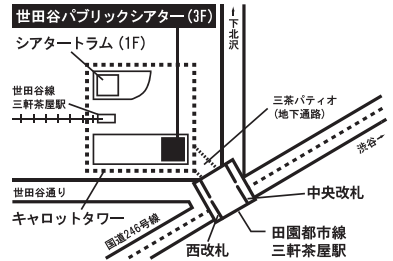 世田谷パブリックシアター(3F)
シアタートラム(1F)
↑下北沢
世田谷線
三軒茶屋駅
三茶パティオ
(地下通路)
渋谷→
世田谷通り
中央改札
キャロットタワー
国道246号線
西改札
田園都市線
三軒茶屋駅